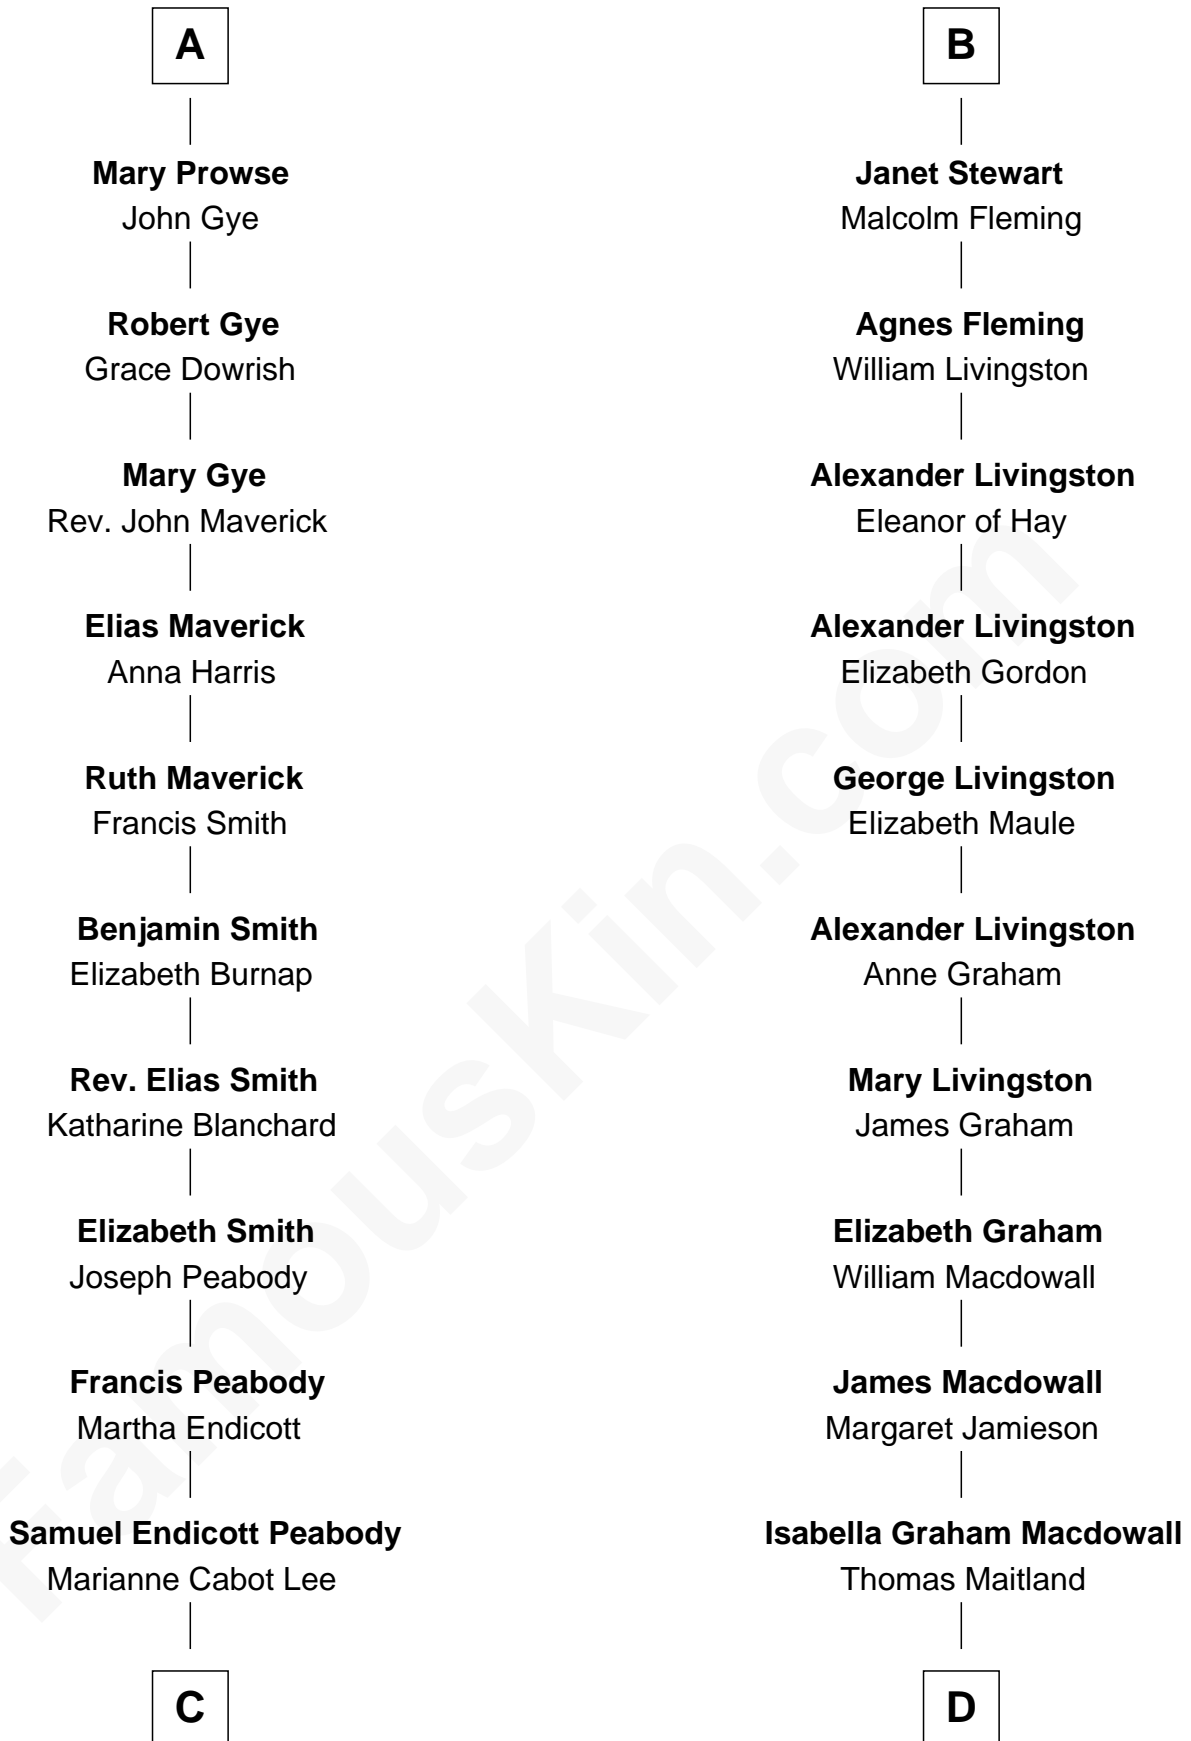 A
Mary Prowse
John Gye
Robert Gye
Grace Dowrish
Mary Gye
Rev. John Maverick
Elias Maverick
Anna Harris
Ruth Maverick
Francis Smith
Benjamin Smith
Elizabeth Burnap
Rev. Elias Smith
Katharine Blanchard
Elizabeth Smith
Joseph Peabody
Francis Peabody
Martha Endicott
Samuel Endicott Peabody
Marianne Cabot Lee
C
B
Janet Stewart
Malcolm Fleming
Agnes Fleming
William Livingston
Alexander Livingston
Eleanor of Hay
Alexander Livingston
Elizabeth Gordon
George Livingston
Elizabeth Maule
Alexander Livingston
Anne Graham
Mary Livingston
James Graham
Elizabeth Graham
William Macdowall
James Macdowall
Margaret Jamieson
Isabella Graham Macdowall
Thomas Maitland
D
FamousKin.com